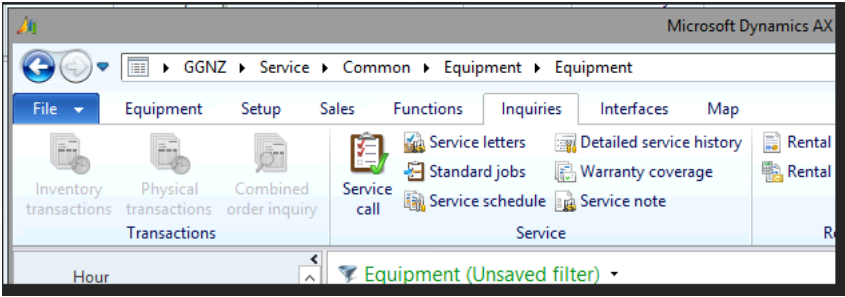 Microsoft Dynamics AX
GGNZ Service Common Equipment Equipment
File Equipment Setup Sales Functions Inquiries Interfaces Map
Inventory transactions
Physical transactions
Combined order inquiry
Transactions
Service call
Service letters
Standard jobs
Service schedule
Detailed service history
Warranty coverage
Service note
Service
Rental
Rental
Hour
Equipment (Unsaved filter)